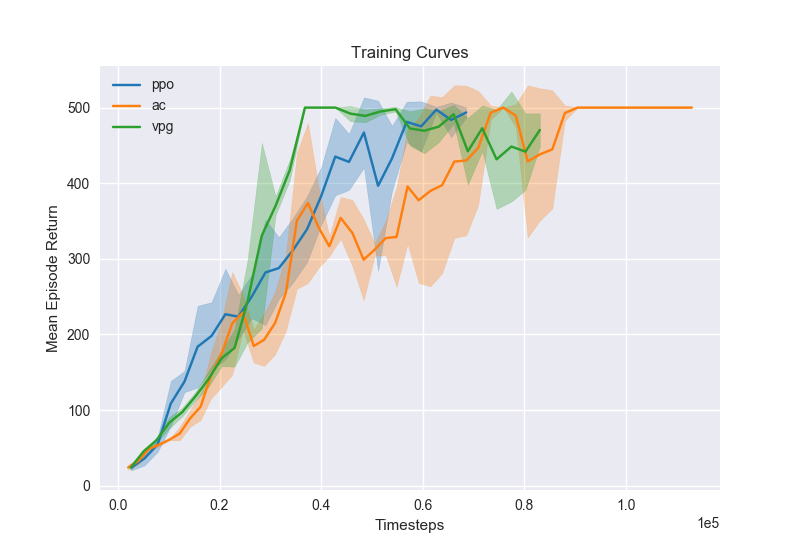 Training Curves
ppo
ac
vpg
Mean Episode Return
500
400
300
200
100
0
0.0 0.2 0.4 0.6 0.8 1.0
1e5
Timesteps